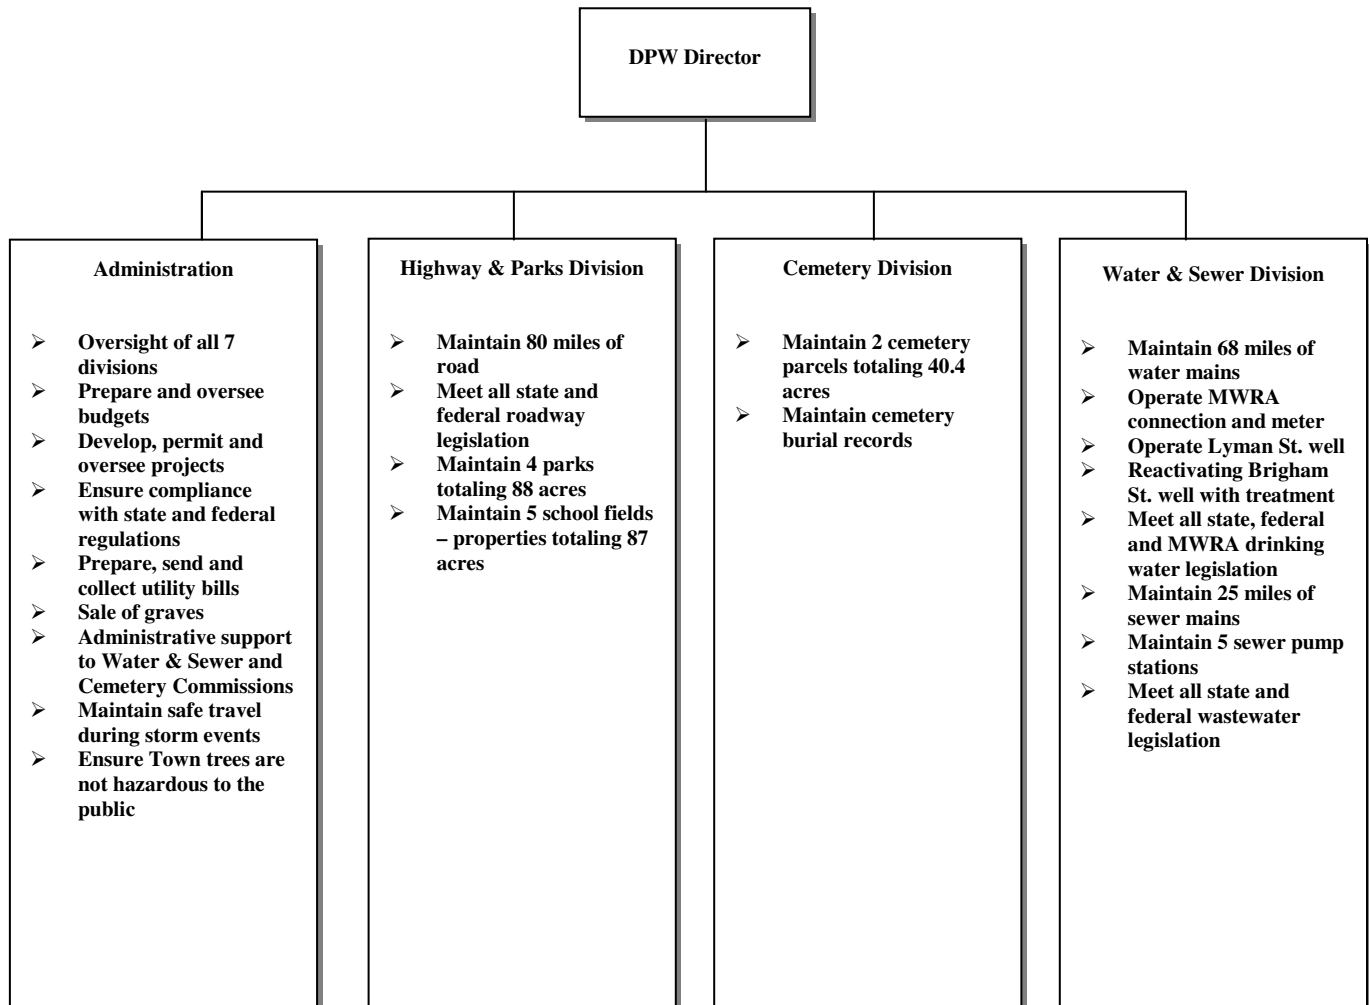 DPW Director
Administration
➢ Oversight of all 7
divisions
➢ Prepare and oversee
budgets
➢ Develop, permit and
oversee projects
➢ Ensure compliance
with state and federal
regulations
➢ Prepare, send and
collect utility bills
➢ Sale of graves
➢ Administrative support
to Water & Sewer and
Cemetery Commissions
➢ Maintain safe travel
during storm events
➢ Ensure Town trees are
not hazardous to the
public
Highway & Parks Division
➢ Maintain 80 miles of
road
➢ Meet all state and
federal roadway
legislation
➢ Maintain 4 parks
totaling 88 acres
➢ Maintain 5 school fields
– properties totaling 87
acres
Cemetery Division
➢ Maintain 2 cemetery
parcels totaling 40.4
acres
➢ Maintain cemetery
burial records
Water & Sewer Division
➢ Maintain 68 miles of
water mains
➢ Operate MWRA
connection and meter
➢ Operate Lyman St. well
➢ Reactivating Brigham
St. well with treatment
➢ Meet all state, federal
and MWRA drinking
water legislation
➢ Maintain 25 miles of
sewer mains
➢ Maintain 5 sewer pump
stations
➢ Meet all state and
federal wastewater
legislation